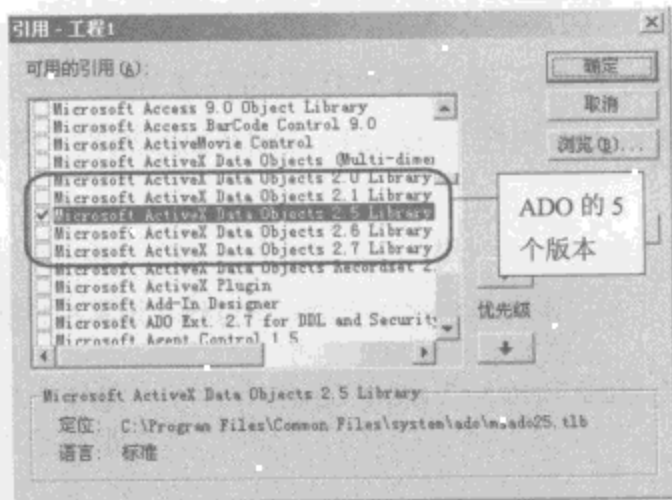 引用 - 工程1
可用的引用(A):
Microsoft Access 9.0 Object Library
Microsoft Access BarCode Control 9.0
Microsoft ActiveMovie Control
Microsoft ActiveX Data Objects (Multi-dimen
Microsoft ActiveX Data Objects 2.0 Library
Microsoft ActiveX Data Objects 2.1 Library
Microsoft ActiveX Data Objects 2.5 Library
Microsoft ActiveX Data Objects 2.6 Library
Microsoft ActiveX Data Objects 2.7 Library
Microsoft ActiveX Data Objects Recordset 2.
Microsoft ActiveX Plugin
Microsoft Add-In Designer
Microsoft ADO Ext. 2.7 for DDL and Security
Microsoft Agent Control 1.5
确定
取消
浏览(B)...
ADO 的 5
个版本
优先级
Microsoft ActiveX Data Objects 2.5 Library
定位: C:\Program Files\Common Files\system\ado\msado25.tlb
语言: 标准